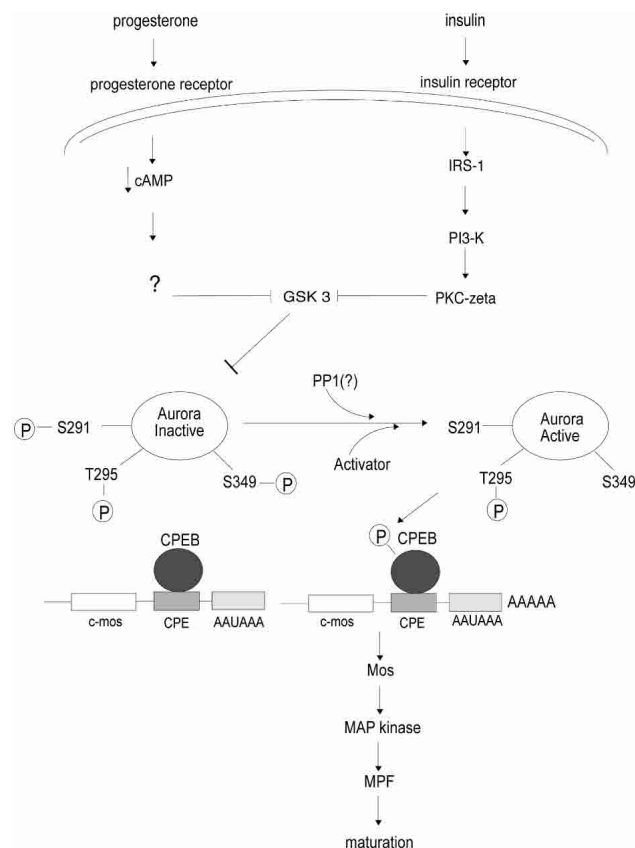 progesterone
insulin
progesterone receptor
insulin receptor
cAMP
IRS-1
PI3-K
?
GSK 3
PKC-zeta
PP1(?)
P
S291
Aurora
Inactive
S291
Aurora
Active
T295
S349
P
Activator
T295
S349
P
P
P
CPEB
CPEB
AAAAA
c-mos
CPE
AAUAAA
c-mos
CPE
AAUAAA
Mos
MAP kinase
MPF
maturation